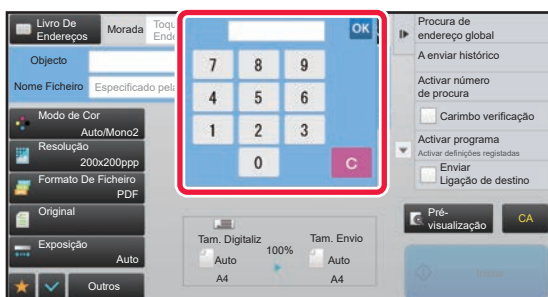 Livro De
Endereços
Morada
Toqu
Ende
Objecto
Nome Ficheiro
Especificado pela
Modo de Cor
Auto/Mono2
Resolução
200x200ppp
Formato De Ficheiro
PDF
Original
Exposição
Auto
Outros
OK
7 8 9
4 5 6
1 2 3
0 C
Tam. Digitaliz
100%
Tam. Envio
Auto
Auto
A4
A4
Procura de
endereço global
A enviar histórico
Activar número
de procura
Carimbo verificação
Activar programa
Activar definições registadas
Enviar
Ligação de destino
Pré-
visualização
CA
Iniciar